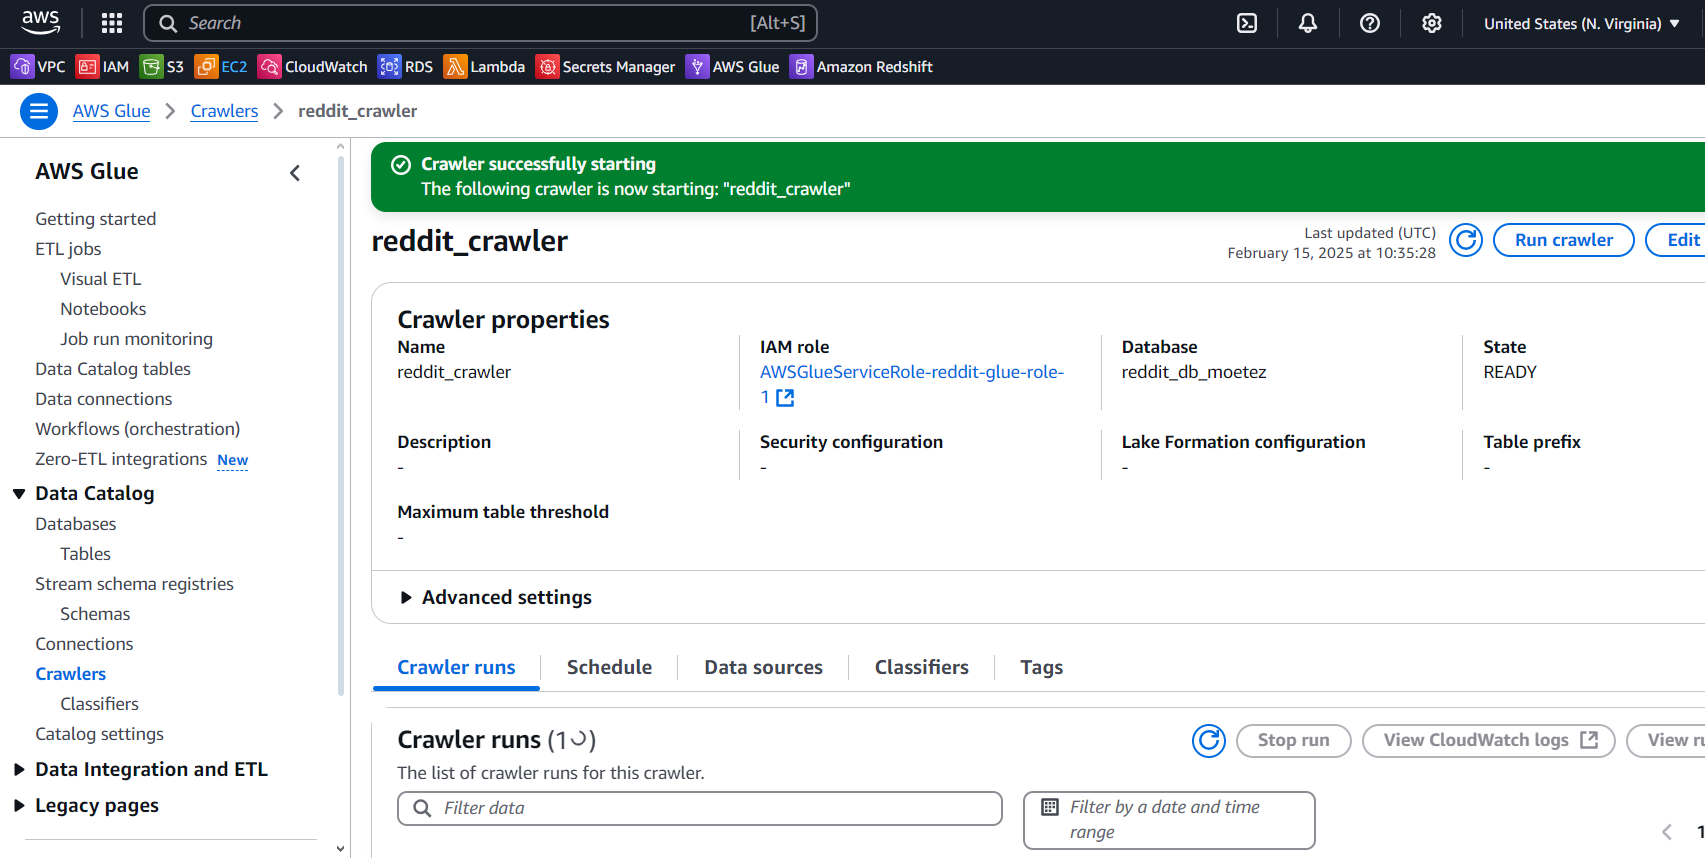 aws
Search
[Alt+S]
United States (N. Virginia)
VPC
IAM
S3
EC2
CloudWatch
RDS
Lambda
Secrets Manager
AWS Glue
Amazon Redshift
AWS Glue
Crawlers
reddit_crawler
AWS Glue
Getting started
ETL jobs
Visual ETL
Notebooks
Job run monitoring
Data Catalog tables
Data connections
Workflows (orchestration)
Zero-ETL integrations New
Data Catalog
Databases
Tables
Stream schema registries
Schemas
Connections
Crawlers
Classifiers
Catalog settings
Data Integration and ETL
Legacy pages
Crawler successfully starting
The following crawler is now starting: "reddit_crawler"
reddit_crawler
Last updated (UTC)
February 15, 2025 at 10:35:28
Run crawler
Edit
Crawler properties
Name
reddit_crawler
IAM role
AWSGlueServiceRole-reddit-glue-role-
1
Database
reddit_db_moetez
State
READY
Description
-
Security configuration
-
Lake Formation configuration
-
Table prefix
-
Maximum table threshold
-
Advanced settings
Crawler runs
Schedule
Data sources
Classifiers
Tags
Crawler runs (1)
The list of crawler runs for this crawler.
Stop run
View CloudWatch logs
View
Filter data
Filter by a date and time
range
1